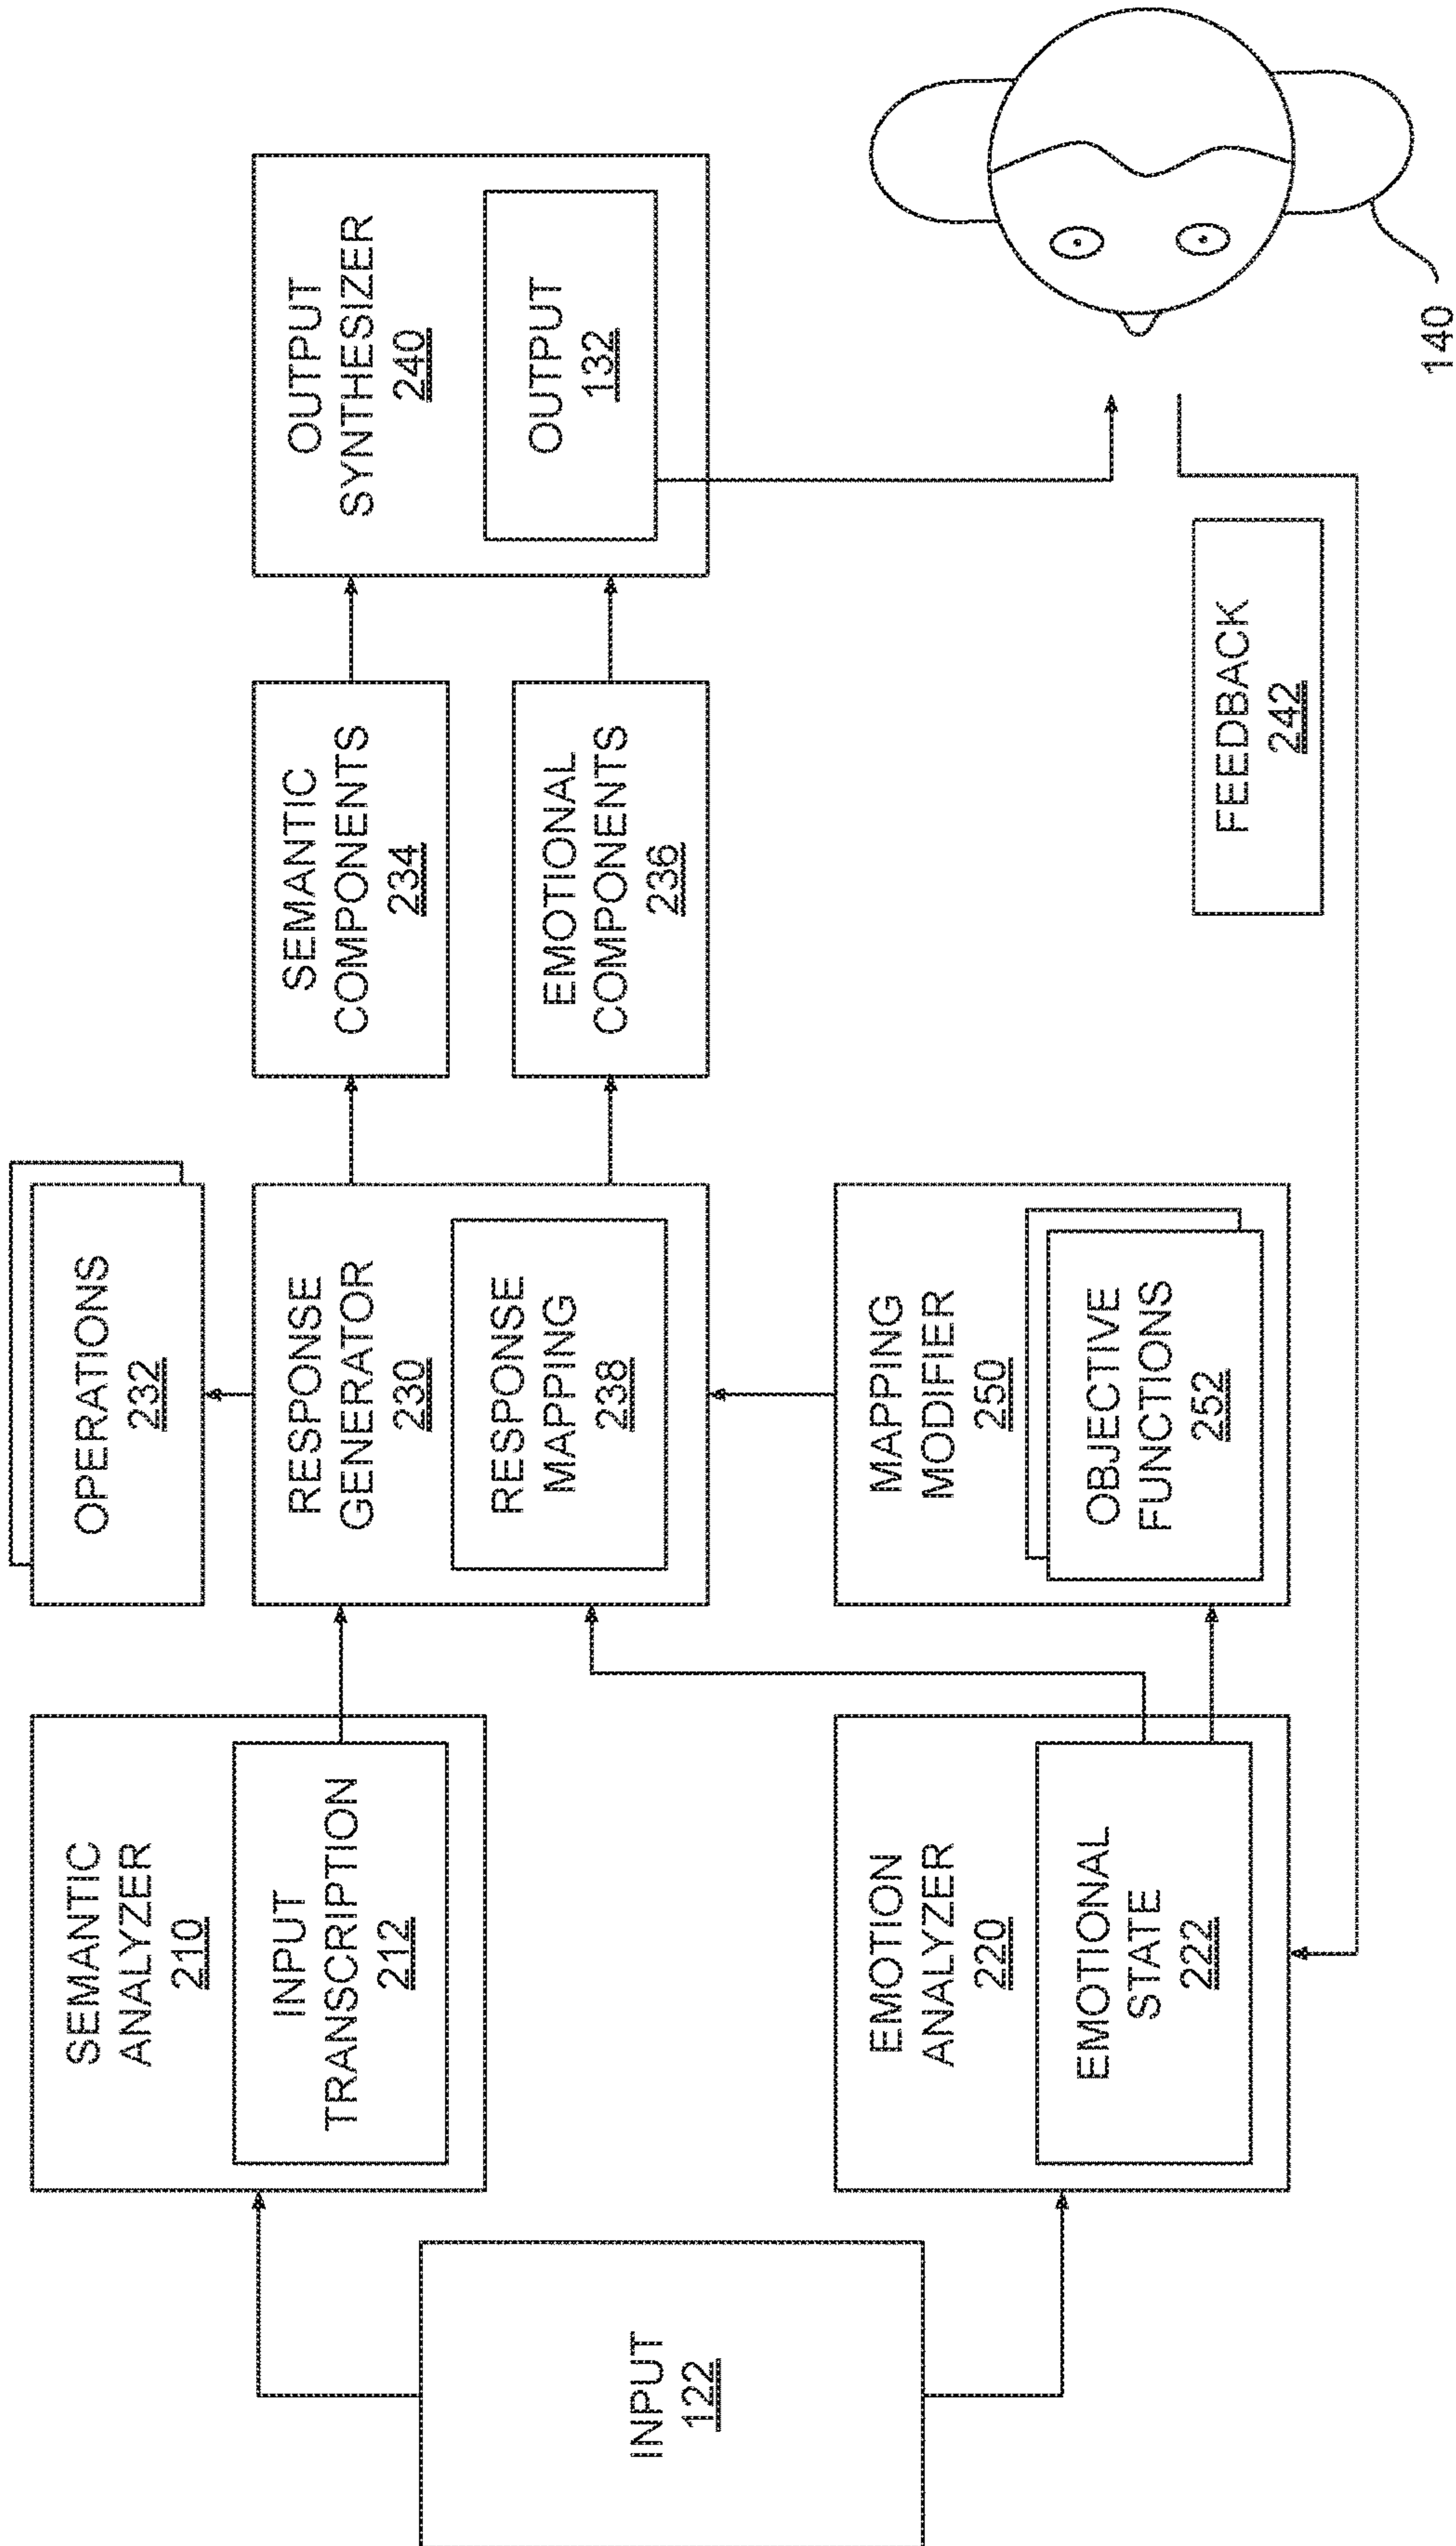 INPUT
122
SEMANTIC
ANALYZER
210
INPUT
TRANSCRIPTION
212
EMOTION
ANALYZER
220
EMOTIONAL
STATE
222
OPERATIONS
232
RESPONSE
GENERATOR
230
RESPONSE
MAPPING
238
MAPPING
MODIFIER
250
OBJECTIVE
FUNCTIONS
252
SEMANTIC
COMPONENTS
234
EMOTIONAL
COMPONENTS
236
OUTPUT
SYNTHESIZER
240
OUTPUT
132
FEEDBACK
242
140